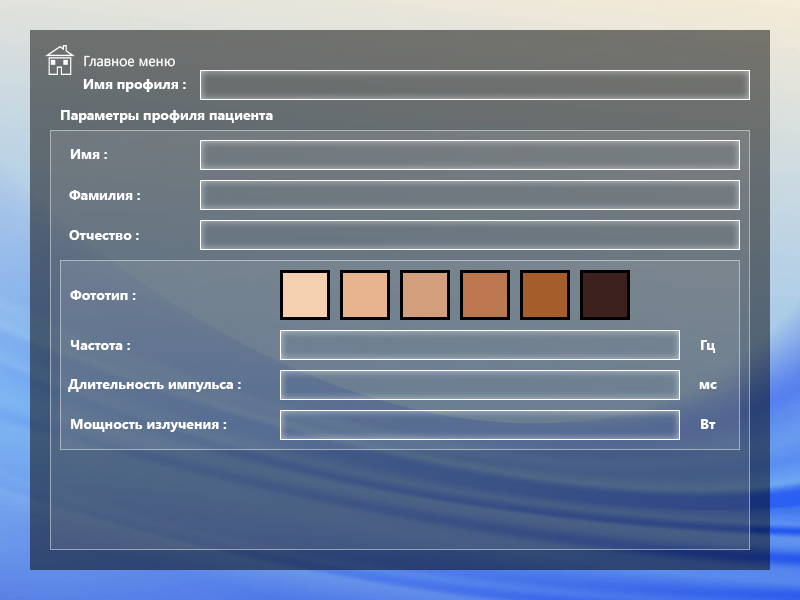 Главное меню
Имя профиля :
Параметры профиля пациента
Имя :
Фамилия :
Отчество :
Фототип :
Частота : Гц
Длительность импульса : мс
Мощность излучения : Вт